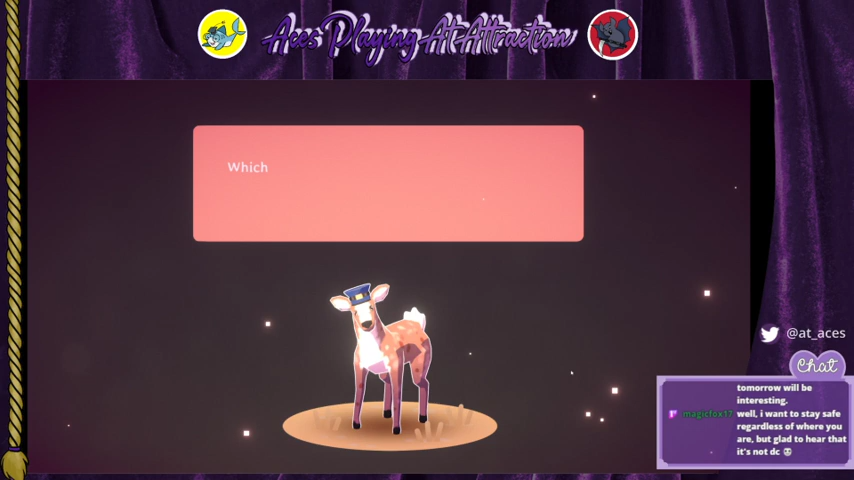 Aces Playing At Attraction
Which
@at_aces
Chat
tomorrow will be
interesting.
magicfox17: well, i want to stay safe
regardless of where you
are, but glad to hear that
it's not dc